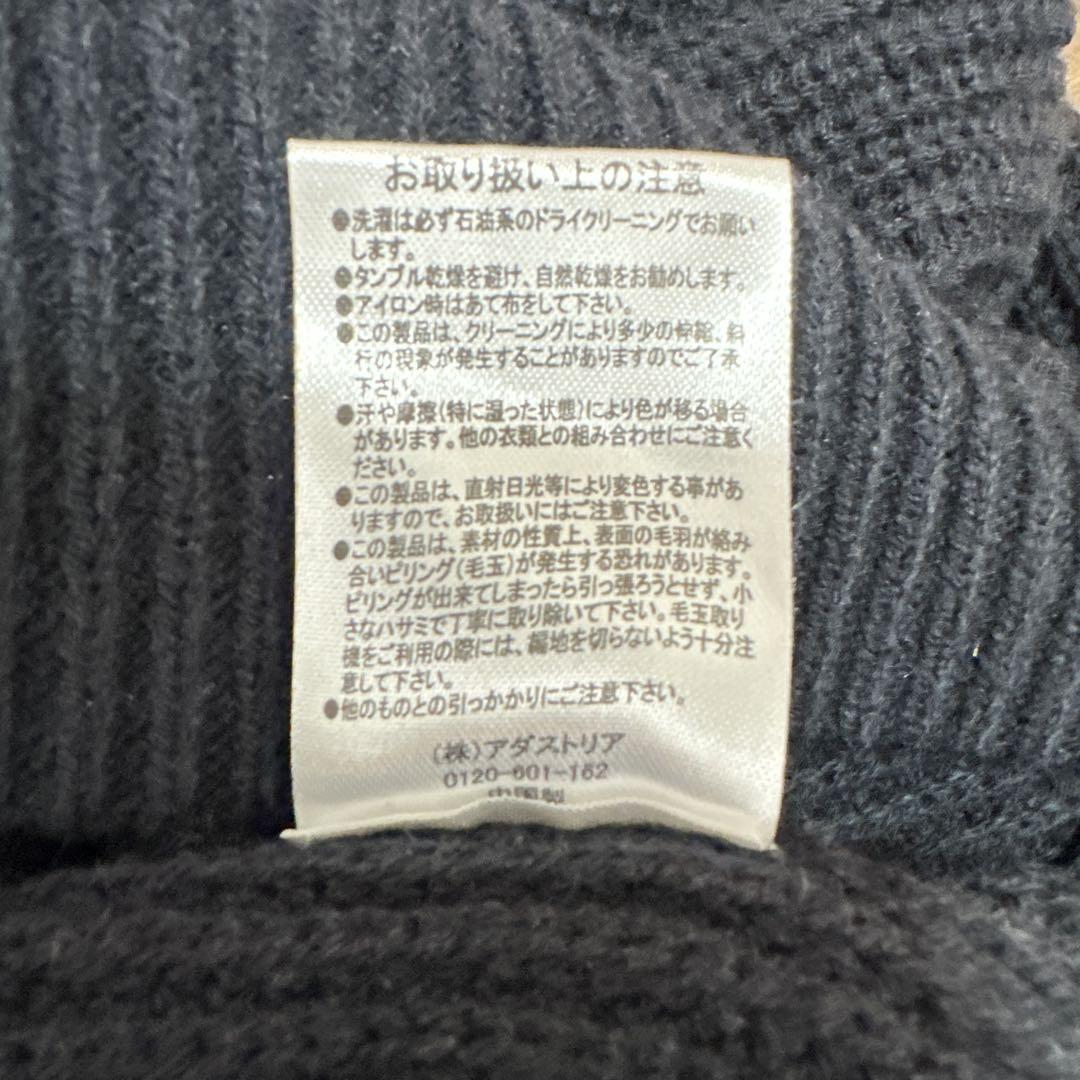 お取り扱い上の注意
●洗濯は必ず石油系のドライクリーニングでお願い
します。
●タンブル乾燥を避け、自然乾燥をお勧めします。
●アイロン時はあて布をして下さい。
●この製品は、クリーニングにより多少の伸縮、斜
行の現象が発生することがありますのでご了承
下さい。
●汗や摩擦(特に湿った状態)により色が移る場合
があります。他の衣類との組み合わせにご注意く
ださい。
●この製品は、直射日光等により変色する事があ
りますので、お取扱いにはご注意下さい。
●この製品は、素材の性質上、表面の毛羽が絡み
合いピリング(毛玉)が発生する恐れがあります。
ピリングが出来てしまったら引っ張ろうとせず、小
さなハサミで丁寧に取り除いて下さい。毛玉取り
機をご利用の際には、編地を切らないよう十分注
意して下さい。
●他のものとの引っかかりにご注意下さい。
(株)アダストリア
0120-601-162
中国製